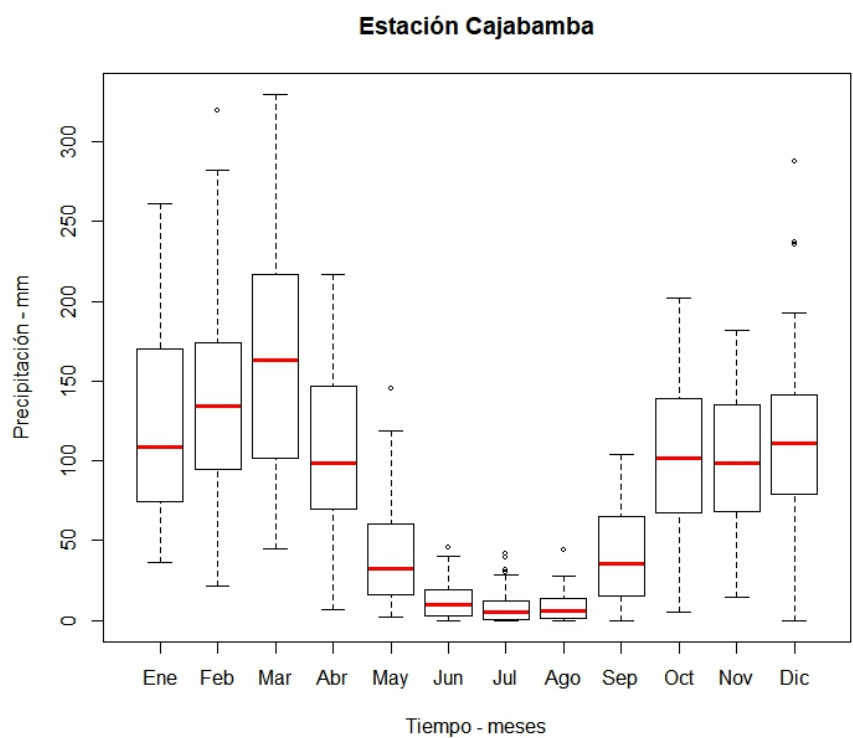 Estación Cajabamba
Precipitación - mm
300
250
200
150
100
50
0
Ene Feb Mar Abr May Jun Jul Ago Sep Oct Nov Dic
Tiempo - meses